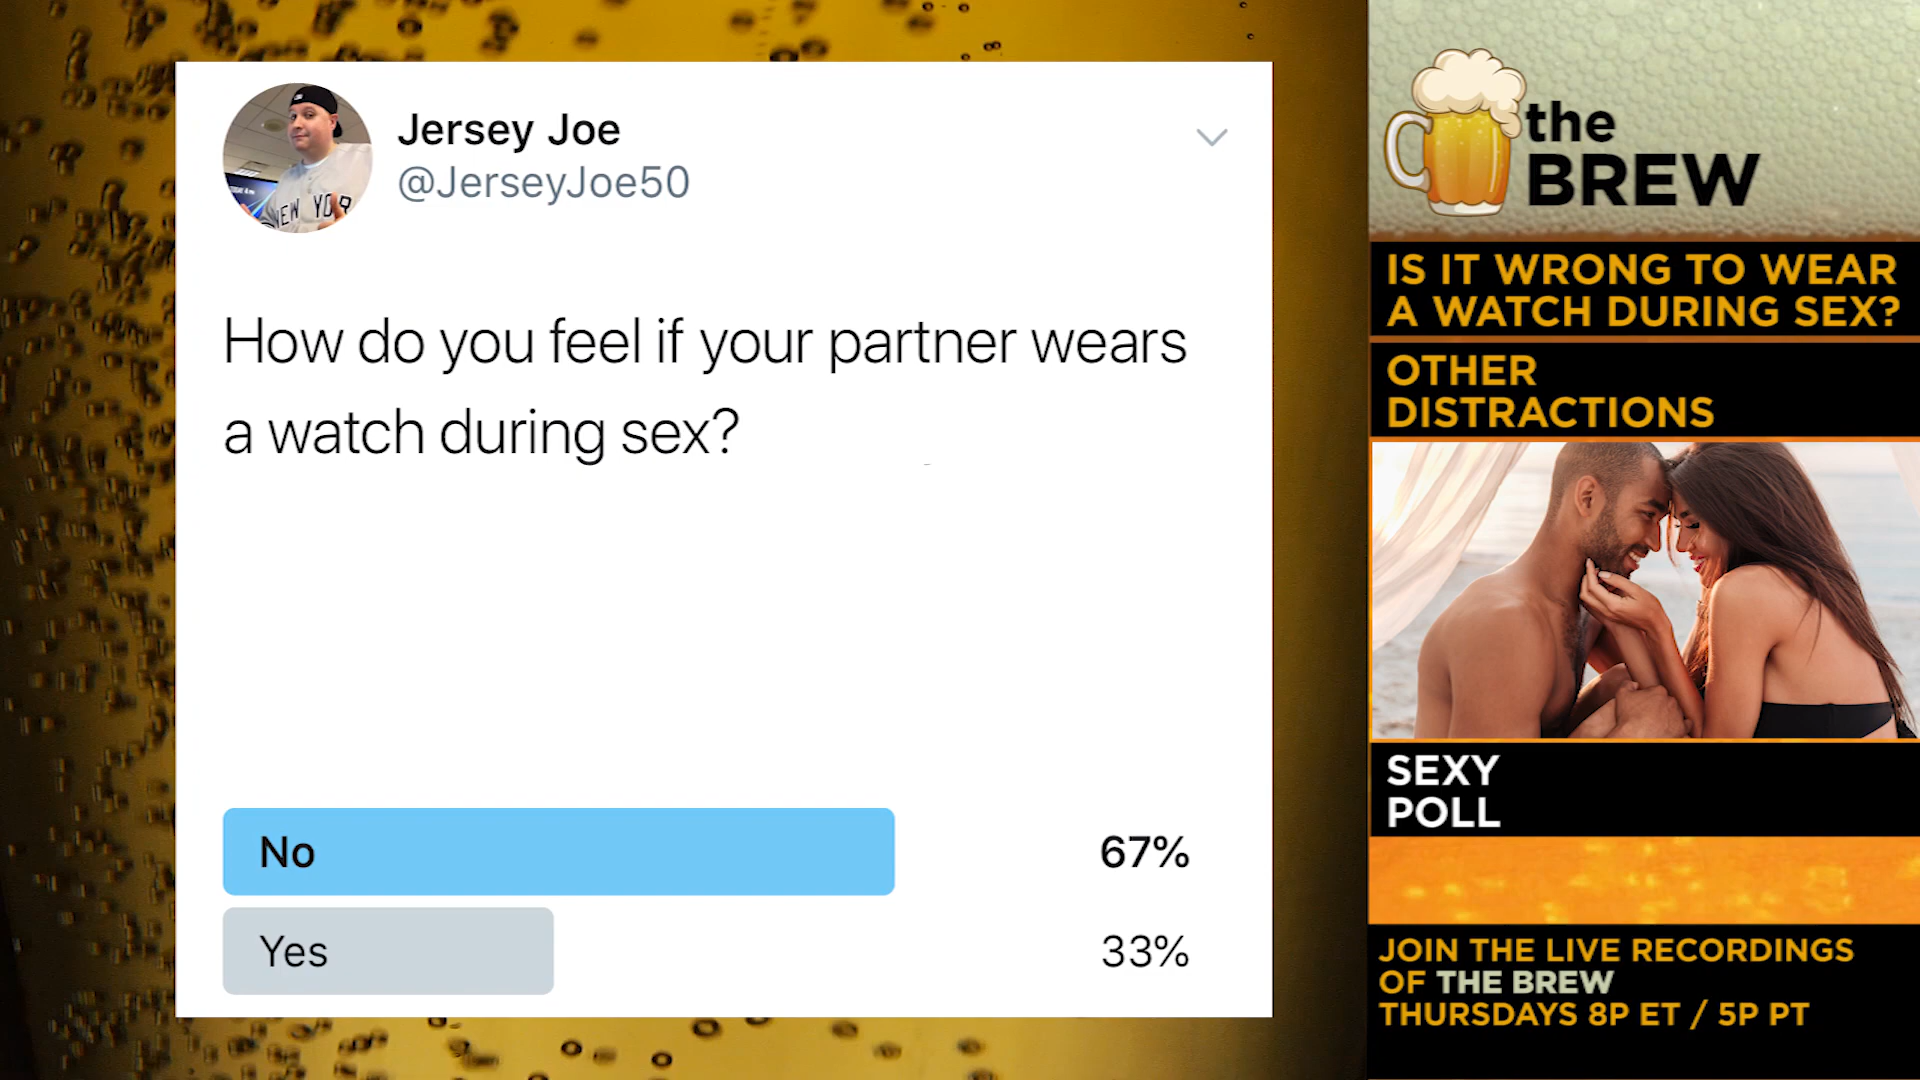 Jersey Joe
@JerseyJoe50
How do you feel if your partner wears
a watch during sex?
No 67%
Yes 33%
NEW YOR
the
BREW
IS IT WRONG TO WEAR
A WATCH DURING SEX?
OTHER
DISTRACTIONS
SEXY
POLL
JOIN THE LIVE RECORDINGS
OF THE BREW
THURSDAYS 8P ET / 5P PT